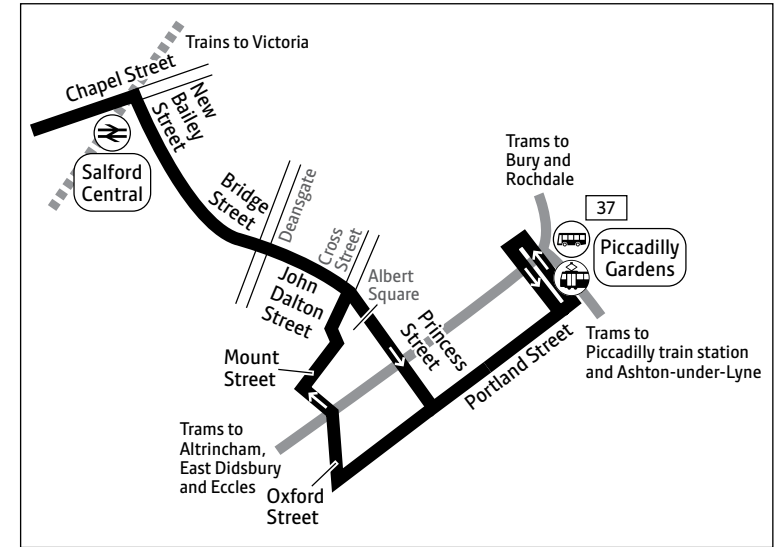 Trains to Victoria
Chapel Street
New
Bailey
Street
Salford
Central
Bridge
Street
Deansgate
Cross
Street
John
Dalton
Street
Albert
Square
Princess
Street
Mount
Street
Trams to
Bury and
Rochdale
37
Piccadilly
Gardens
Portland Street
Trams to
Piccadilly train station
and Ashton-under-Lyne
Trams to
Altrincham,
East Didsbury
and Eccles
Oxford
Street